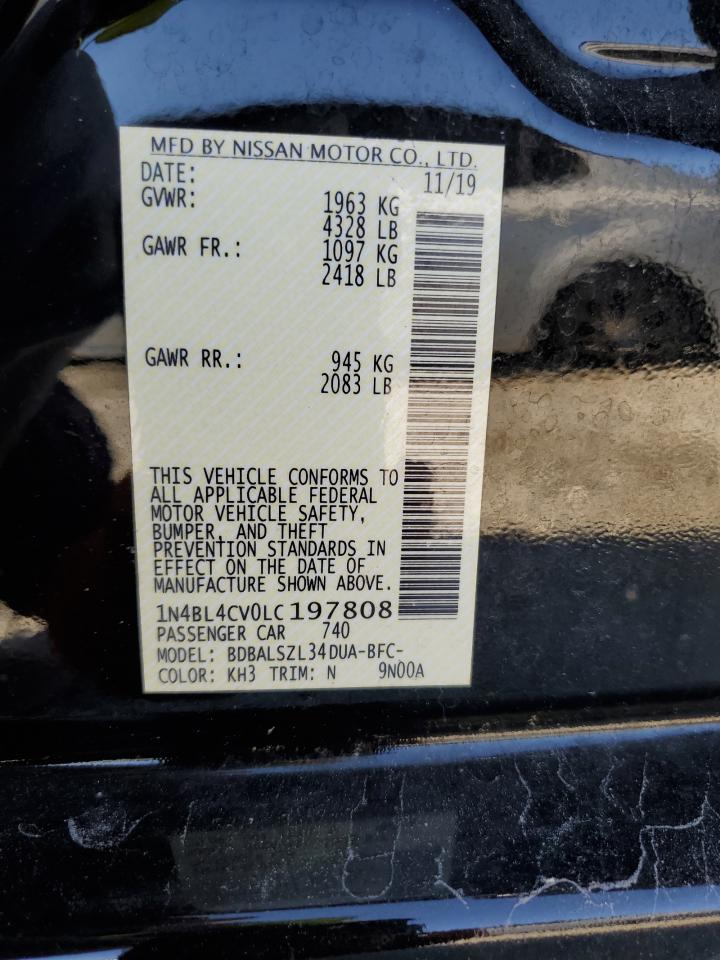 MFD BY NISSAN MOTOR CO., LTD.
DATE: 11/19
GVWR: 1963 KG
4328 LB
GAWR FR.: 1097 KG
2418 LB
GAWR RR.: 945 KG
2083 LB
THIS VEHICLE CONFORMS TO
ALL APPLICABLE FEDERAL
MOTOR VEHICLE SAFETY,
BUMPER, AND THEFT
PREVENTION STANDARDS IN
EFFECT ON THE DATE OF
MANUFACTURE SHOWN ABOVE.
1N4BL4CV0LC197808
PASSENGER CAR 740
MODEL: BDBALSZL34DUA-BFC-
COLOR: KH3 TRIM: N 9N00A